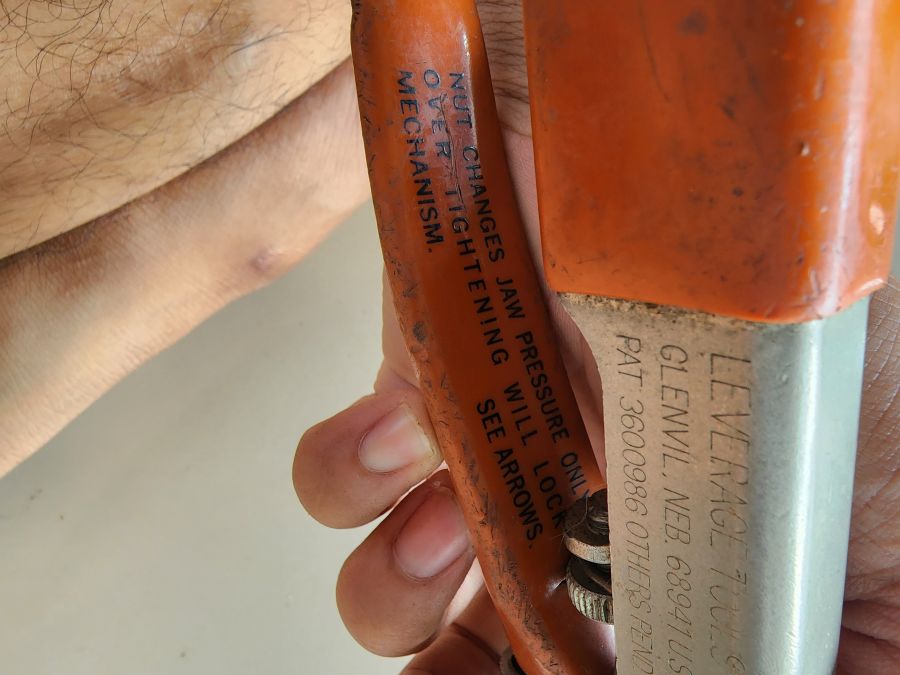 NUT CHANGES JAW PRESSURE ONLY
OVER TIGHTENING WILL LOCK
MECHANISM. SEE ARROWS.
LEVERAGE TOOLS
GLENVIL. NEB. 68941 US
PAT 3600986 OTHERS PEND